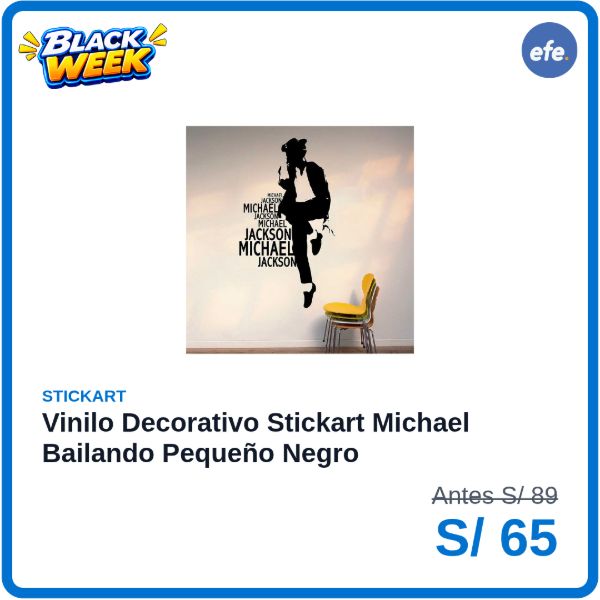 BLACK
WEEK
efe.
MICHAEL
JACKSON
MICHAEL
JACKSON
MICHAEL
JACKSON
MICHAEL
JACKSON
STICKART
Vinilo Decorativo Stickart Michael
Bailando Pequeño Negro
Antes S/ 89
S/ 65